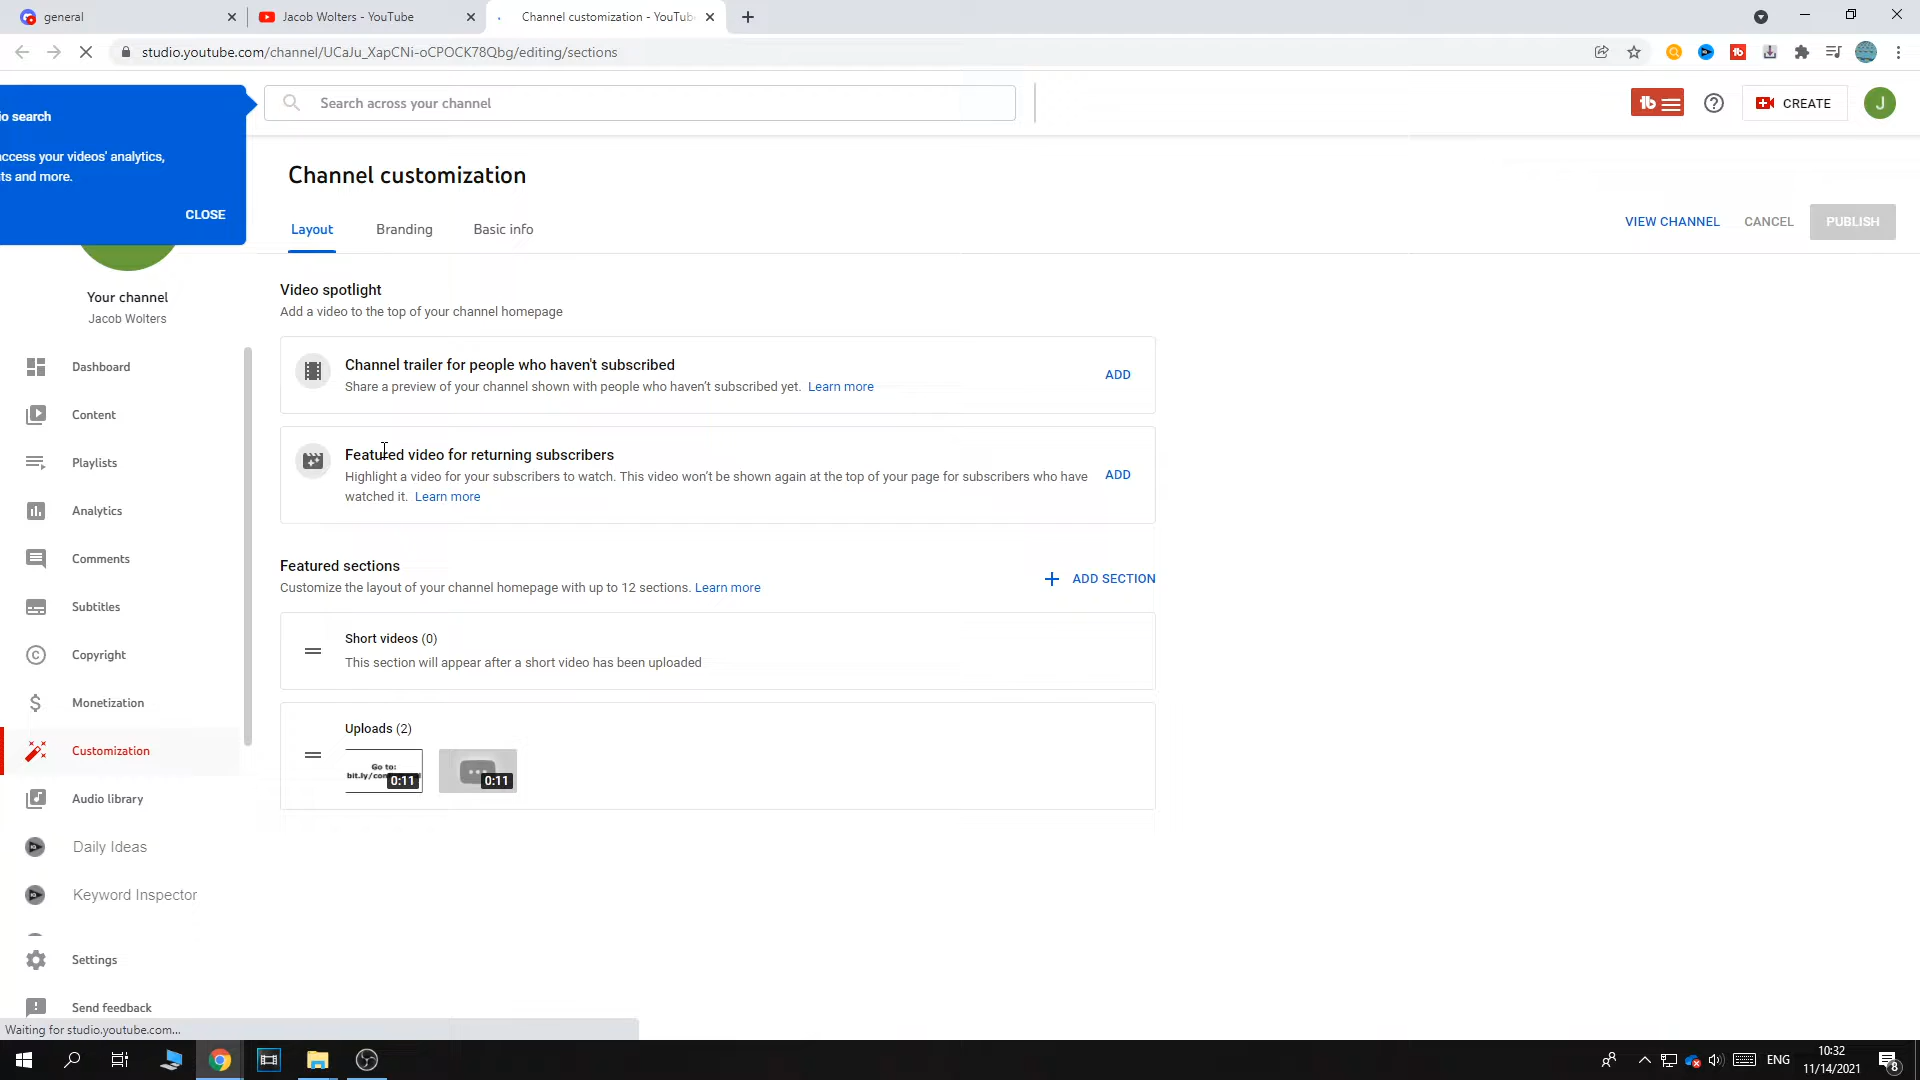 general
Jacob Wolters - YouTube
Channel customization - YouTub
studio.youtube.com/channel/UCaJu_XapCNi-oCPOCK78Qbg/editing/sections
io search
access your videos' analytics,
ts and more.
CLOSE
Search across your channel
CREATE
J
Channel customization
Layout
Branding
Basic info
VIEW CHANNEL
CANCEL
PUBLISH
Your channel
Jacob Wolters
Dashboard
Content
Playlists
Analytics
Comments
Subtitles
Copyright
Monetization
Customization
Audio library
Daily Ideas
Keyword Inspector
Settings
Send feedback
Video spotlight
Add a video to the top of your channel homepage
Channel trailer for people who haven't subscribed
Share a preview of your channel shown with people who haven't subscribed yet. Learn more
ADD
Featured video for returning subscribers
Highlight a video for your subscribers to watch. This video won't be shown again at the top of your page for subscribers who have
watched it. Learn more
ADD
Featured sections
Customize the layout of your channel homepage with up to 12 sections. Learn more
ADD SECTION
Short videos (0)
This section will appear after a short video has been uploaded
Uploads (2)
Go to:
0:11
0:11
Waiting for studio.youtube.com...
ENG
10:32
11/14/2021
8